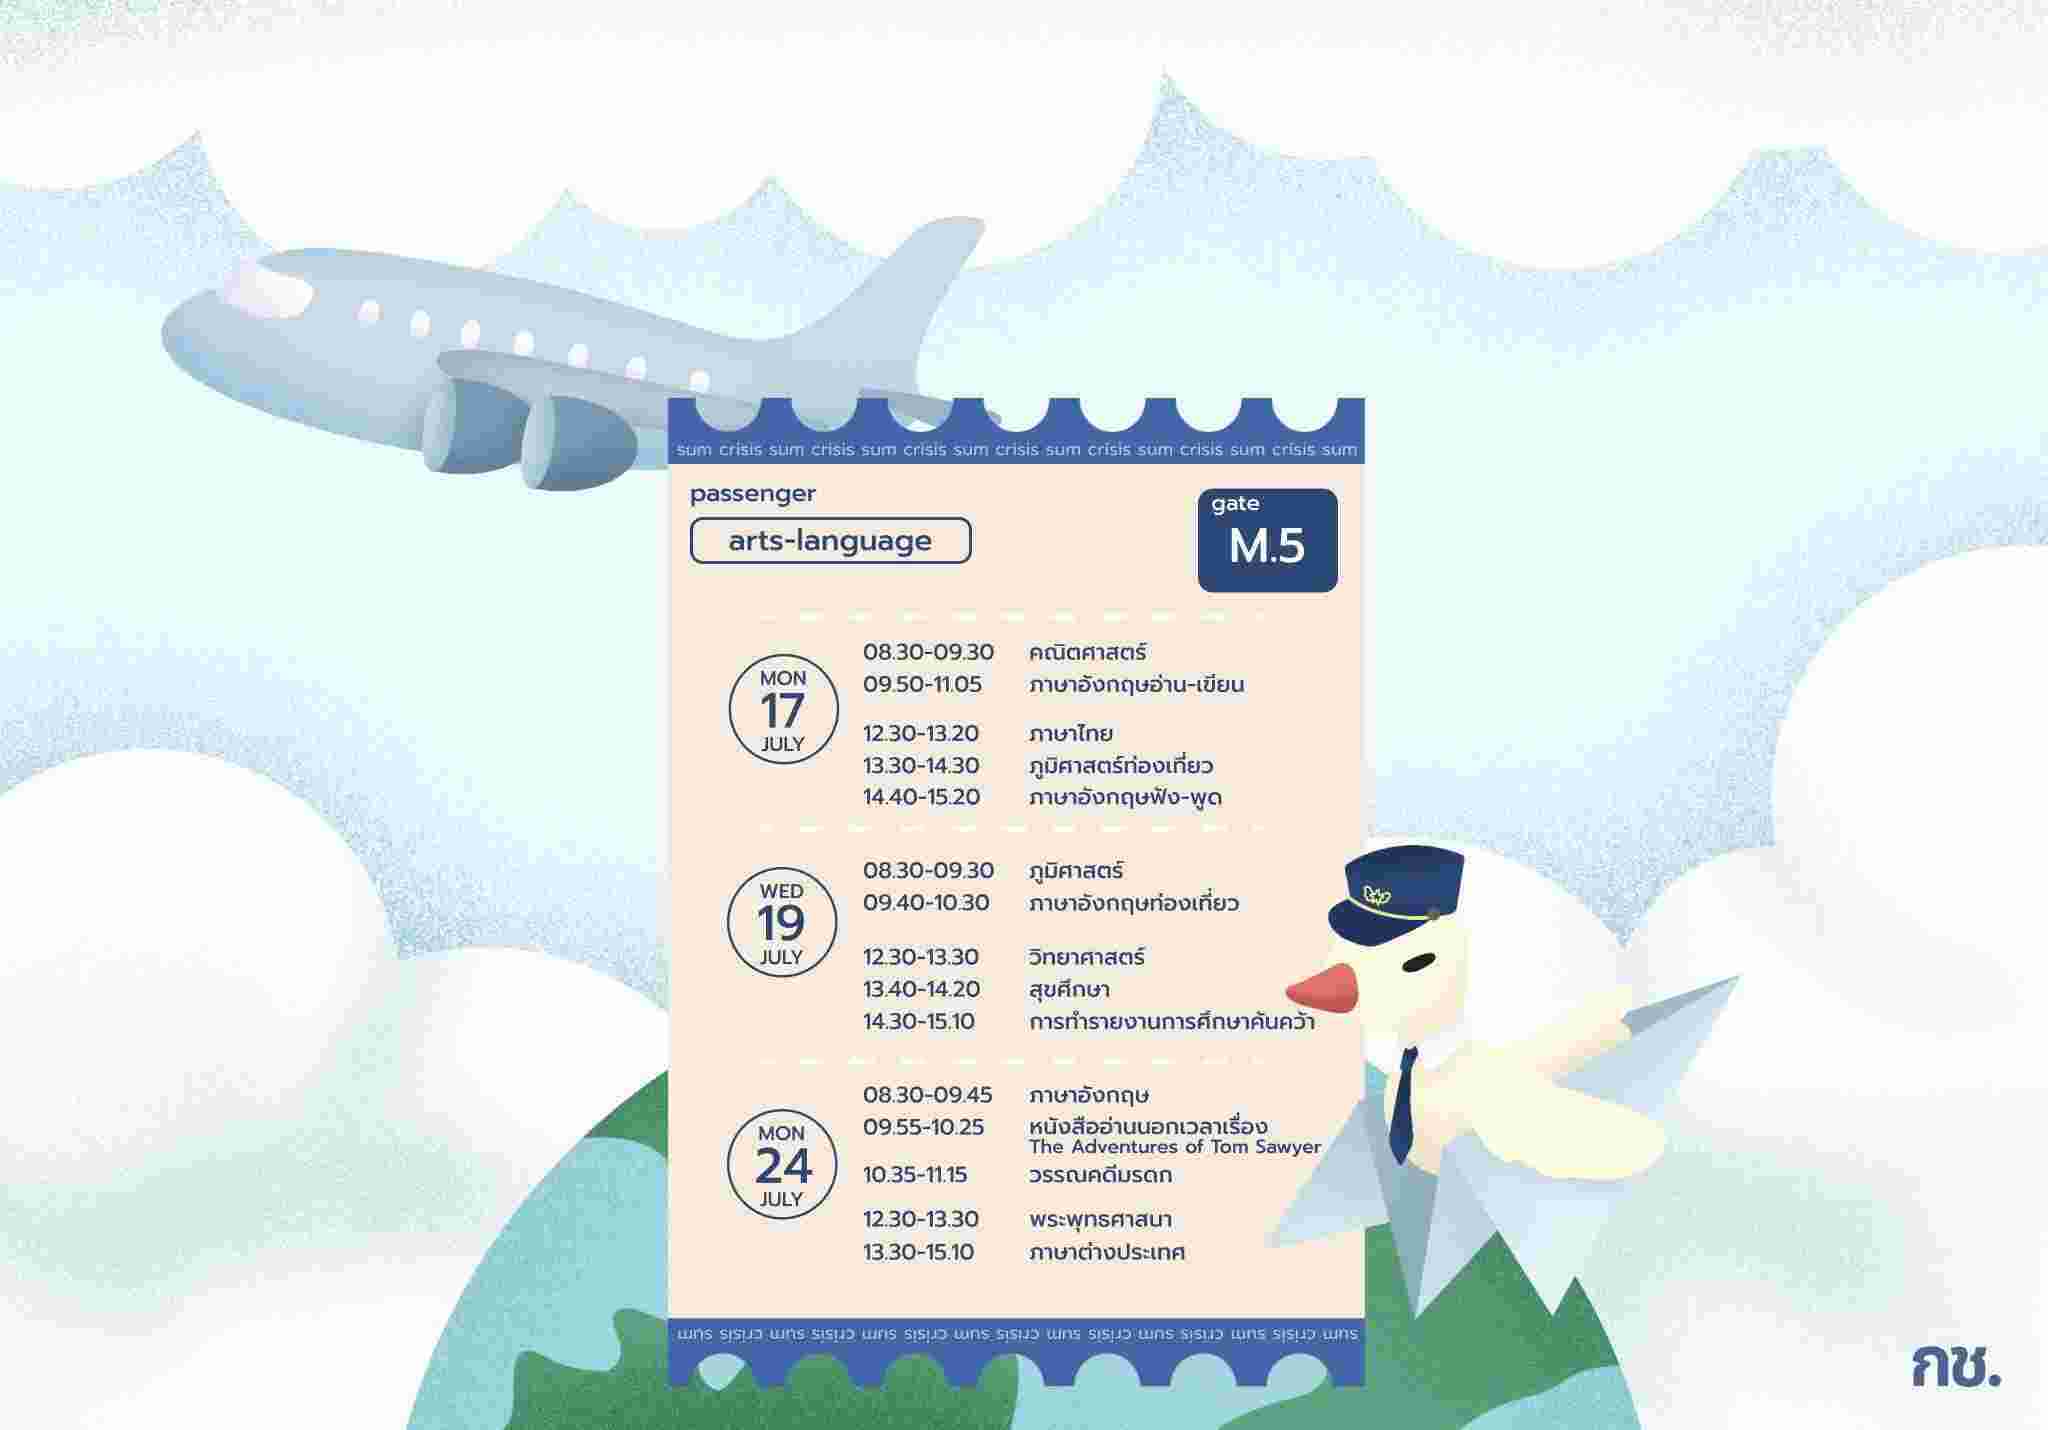 sum crisis sum crisis sum crisis sum crisis sum crisis sum crisis sum crisis sum
passenger
arts-language
gate
M.5
MON
17
JULY
08.30-09.30 คณิตศาสตร์
09.50-11.05 ภาษาอังกฤษอ่าน-เขียน
12.30-13.20 ภาษาไทย
13.30-14.30 ภูมิศาสตร์ท่องเที่ยว
14.40-15.20 ภาษาอังกฤษฟัง-พูด
WED
19
JULY
08.30-09.30 ภูมิศาสตร์
09.40-10.30 ภาษาอังกฤษท่องเที่ยว
12.30-13.30 วิทยาศาสตร์
13.40-14.20 สุขศึกษา
14.30-15.10 การทำรายงานการศึกษาค้นคว้า
MON
24
JULY
08.30-09.45 ภาษาอังกฤษ
09.55-10.25 หนังสืออ่านนอกเวลาเรื่อง
The Adventures of Tom Sawyer
10.35-11.15 วรรณคดีมรดก
12.30-13.30 พระพุทธศาสนา
13.30-15.10 ภาษาต่างประเทศ
sum crisis sum crisis sum crisis sum crisis sum crisis sum crisis sum crisis sum
กช.